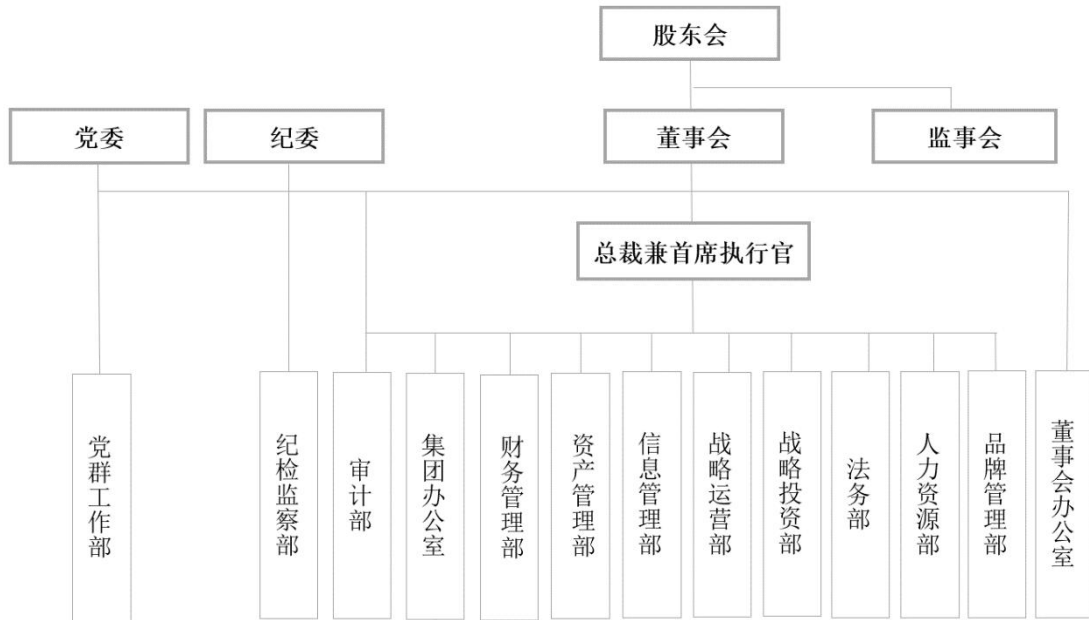 股东会
党委
纪委
董事会
监事会
总裁兼首席执行官
党群工作部
纪检监察部
审计部
集团办公室
财务管理部
资产管理部
信息管理部
战略运营部
战略投资部
法务部
人力资源部
品牌管理部
董事会办公室